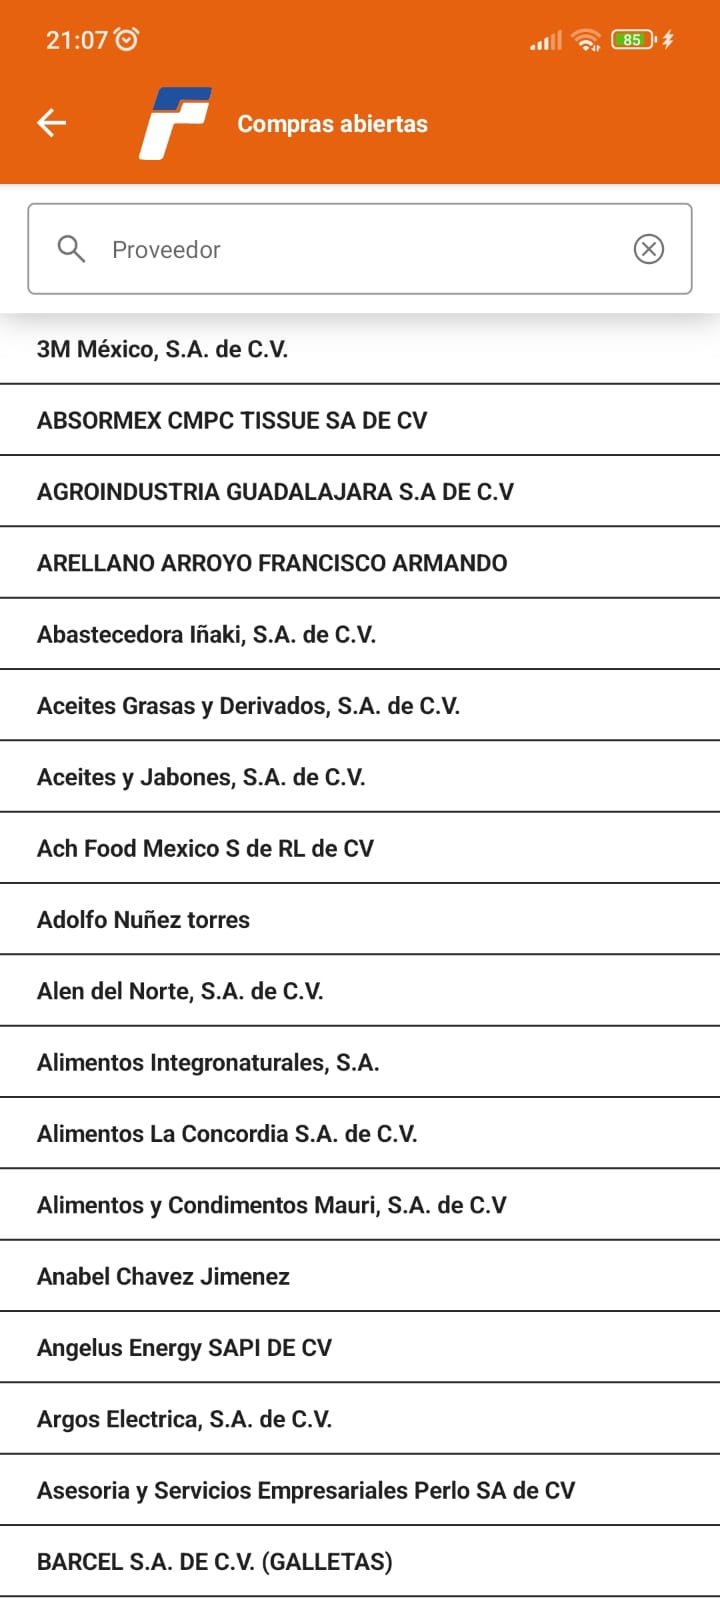 21:07
85
Compras abiertas
Proveedor
3M México, S.A. de C.V.
ABSORMEX CMPC TISSUE SA DE CV
AGROINDUSTRIA GUADALAJARA S.A DE C.V
ARELLANO ARROYO FRANCISCO ARMANDO
Abastecedora Iñaki, S.A. de C.V.
Aceites Grasas y Derivados, S.A. de C.V.
Aceites y Jabones, S.A. de C.V.
Ach Food Mexico S de RL de CV
Adolfo Nuñez torres
Alen del Norte, S.A. de C.V.
Alimentos Integronaturales, S.A.
Alimentos La Concordia S.A. de C.V.
Alimentos y Condimentos Mauri, S.A. de C.V
Anabel Chavez Jimenez
Angelus Energy SAPI DE CV
Argos Electrica, S.A. de C.V.
Asesoria y Servicios Empresariales Perlo SA de CV
BARCEL S.A. DE C.V. (GALLETAS)